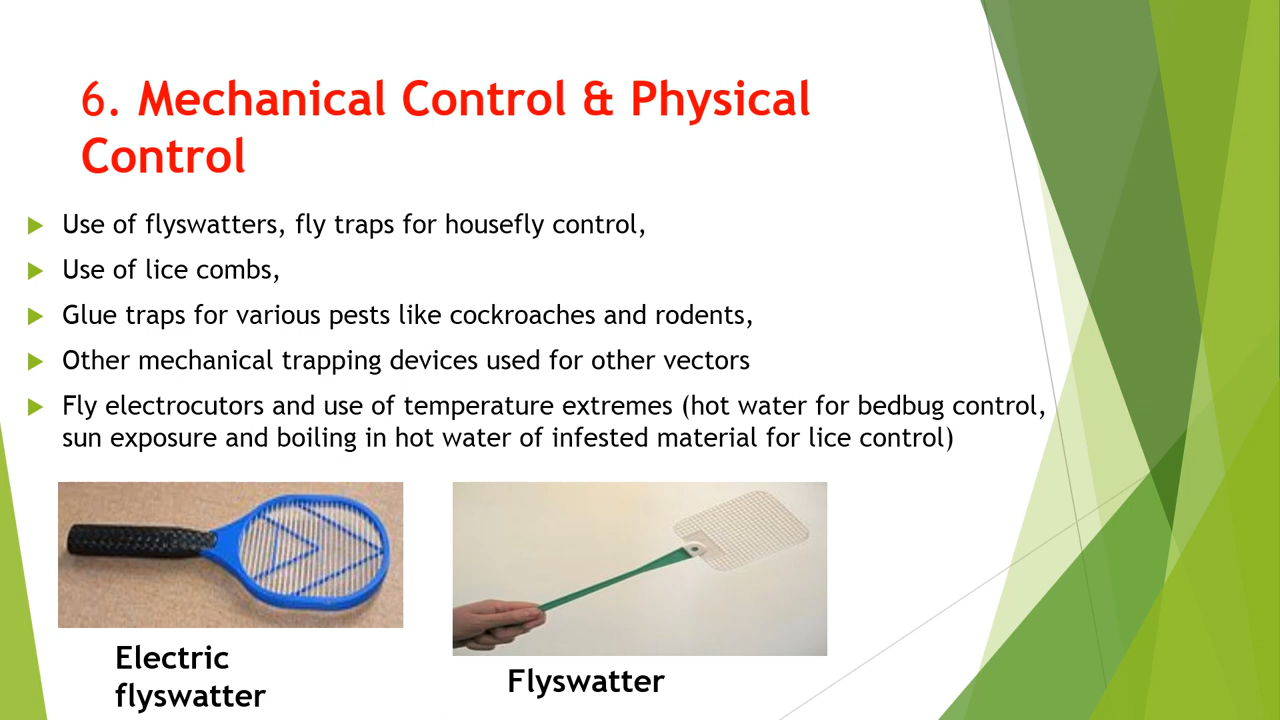 6. Mechanical Control & Physical
Control
Use of flyswatters, fly traps for housefly control,
Use of lice combs,
Glue traps for various pests like cockroaches and rodents,
Other mechanical trapping devices used for other vectors
Fly electrocutors and use of temperature extremes (hot water for bedbug control,
sun exposure and boiling in hot water of infested material for lice control)
Electric
flyswatter
Flyswatter